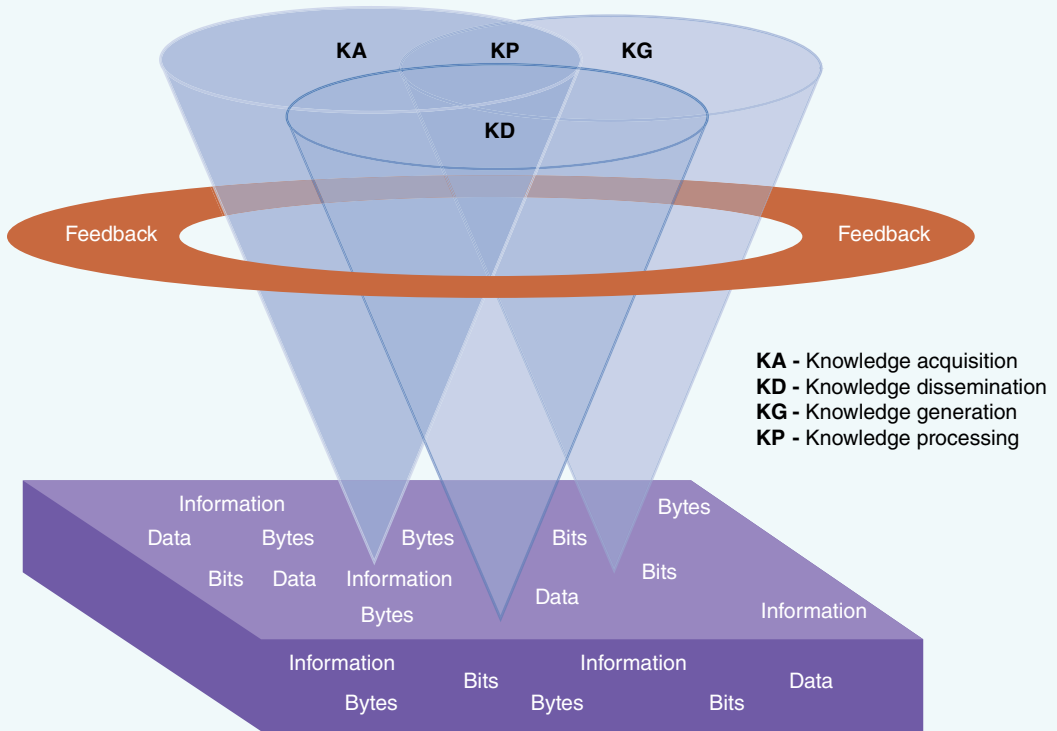 KA KP KG
KD
Feedback Feedback
KA - Knowledge acquisition
KD - Knowledge dissemination
KG - Knowledge generation
KP - Knowledge processing
Information Bytes
Data Bytes Bytes Bits
Bits Data Information Bits
Bytes Data Information
Information Information
Bits Data
Bytes Bytes Bits